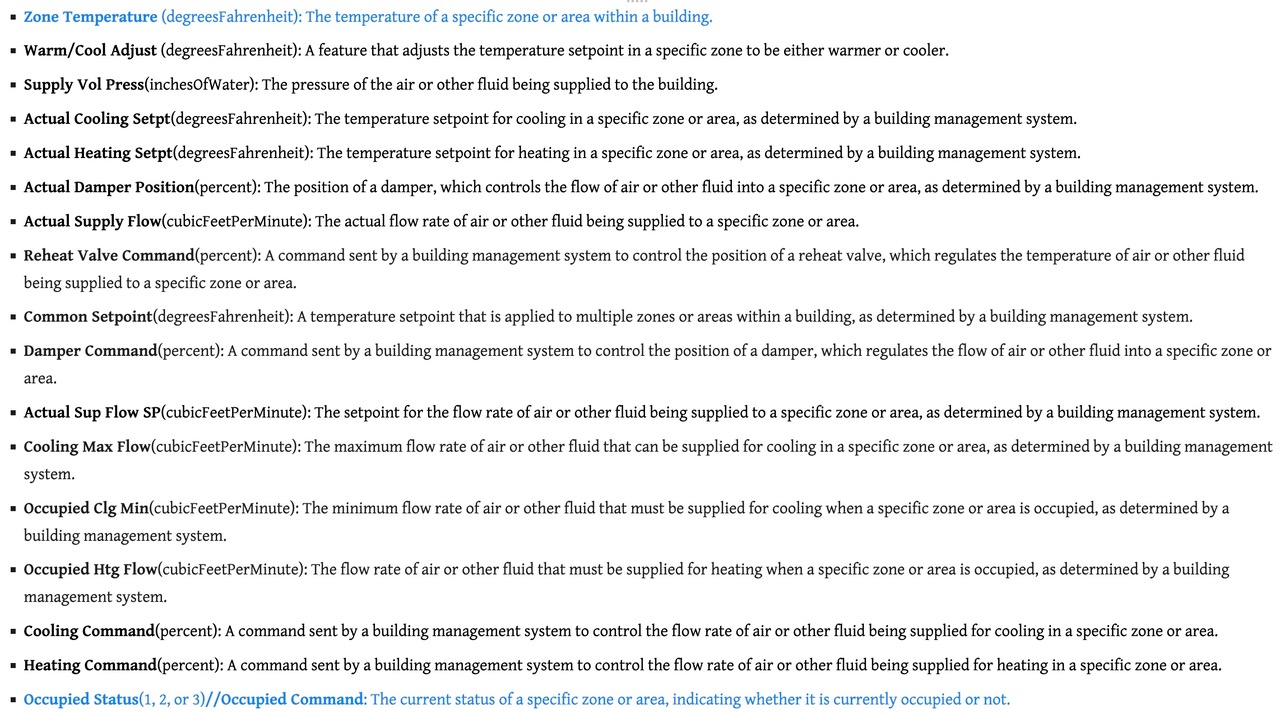 ▪ Zone Temperature (degreesFahrenheit): The temperature of a specific zone or area within a building.
▪ Warm/Cool Adjust (degreesFahrenheit): A feature that adjusts the temperature setpoint in a specific zone to be either warmer or cooler.
▪ Supply Vol Press(inchesOfWater): The pressure of the air or other fluid being supplied to the building.
▪ Actual Cooling Setpt(degreesFahrenheit): The temperature setpoint for cooling in a specific zone or area, as determined by a building management system.
▪ Actual Heating Setpt(degreesFahrenheit): The temperature setpoint for heating in a specific zone or area, as determined by a building management system.
▪ Actual Damper Position(percent): The position of a damper, which controls the flow of air or other fluid into a specific zone or area, as determined by a building management system.
▪ Actual Supply Flow(cubicFeetPerMinute): The actual flow rate of air or other fluid being supplied to a specific zone or area.
▪ Reheat Valve Command(percent): A command sent by a building management system to control the position of a reheat valve, which regulates the temperature of air or other fluid
being supplied to a specific zone or area.
▪ Common Setpoint(degreesFahrenheit): A temperature setpoint that is applied to multiple zones or areas within a building, as determined by a building management system.
▪ Damper Command(percent): A command sent by a building management system to control the position of a damper, which regulates the flow of air or other fluid into a specific zone or
area.
▪ Actual Sup Flow SP(cubicFeetPerMinute): The setpoint for the flow rate of air or other fluid being supplied to a specific zone or area, as determined by a building management system.
▪ Cooling Max Flow(cubicFeetPerMinute): The maximum flow rate of air or other fluid that can be supplied for cooling in a specific zone or area, as determined by a building management
system.
▪ Occupied Clg Min(cubicFeetPerMinute): The minimum flow rate of air or other fluid that must be supplied for cooling when a specific zone or area is occupied, as determined by a
building management system.
▪ Occupied Htg Flow(cubicFeetPerMinute): The flow rate of air or other fluid that must be supplied for heating when a specific zone or area is occupied, as determined by a building
management system.
▪ Cooling Command(percent): A command sent by a building management system to control the flow rate of air or other fluid being supplied for cooling in a specific zone or area.
▪ Heating Command(percent): A command sent by a building management system to control the flow rate of air or other fluid being supplied for heating in a specific zone or area.
▪ Occupied Status(1, 2, or 3)//Occupied Command: The current status of a specific zone or area, indicating whether it is currently occupied or not.